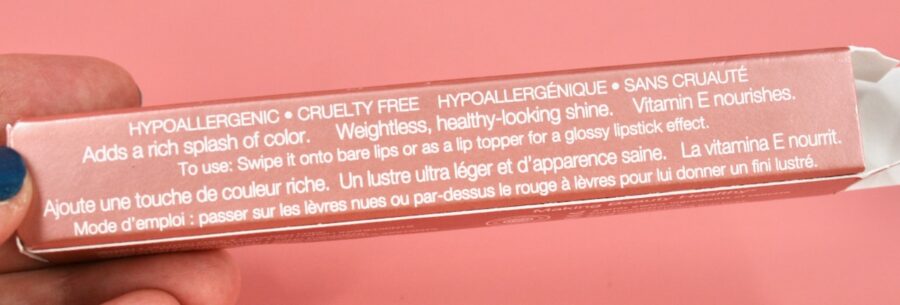 HYPOALLERGENIC • CRUELTY FREE HYPOALLERGÉNIQUE • SANS CRUAUTÉ
Adds a rich splash of color. Weightless, healthy-looking shine. Vitamin E nourishes.
To use: Swipe it onto bare lips or as a lip topper for a glossy lipstick effect.
Ajoute une touche de couleur riche. Un lustre ultra léger et d'apparence saine. La vitamina E nourrit.
Mode d'emploi : passer sur les lèvres nues ou par-dessus le rouge à lèvres pour lui donner un fini lustré.
Making Beauty